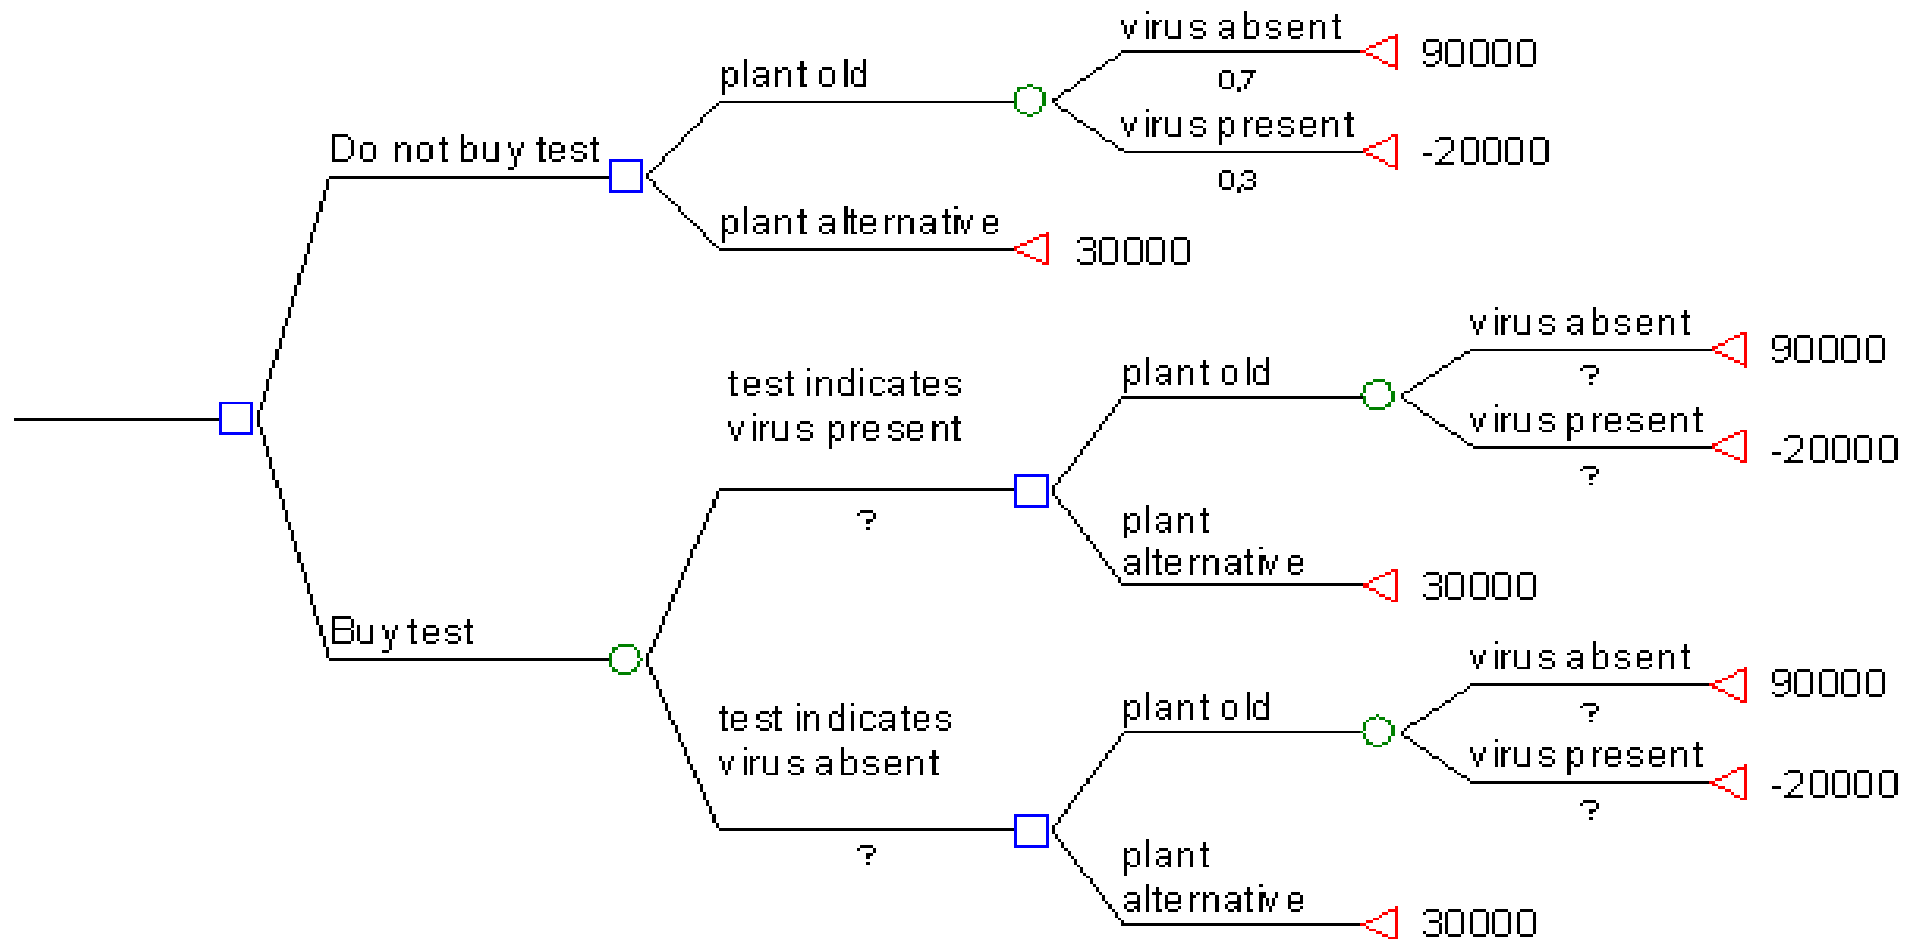 virus absent
90000
0,7
plant old
virus present
-20000
0,3
Do not buy test
plant alternative
30000
virus absent
90000
?
test indicates
virus present
plant old
virus present
-20000
?
?
plant
alternative
30000
Buy test
virus absent
90000
?
test indicates
virus absent
plant old
virus present
-20000
?
?
plant
alternative
30000